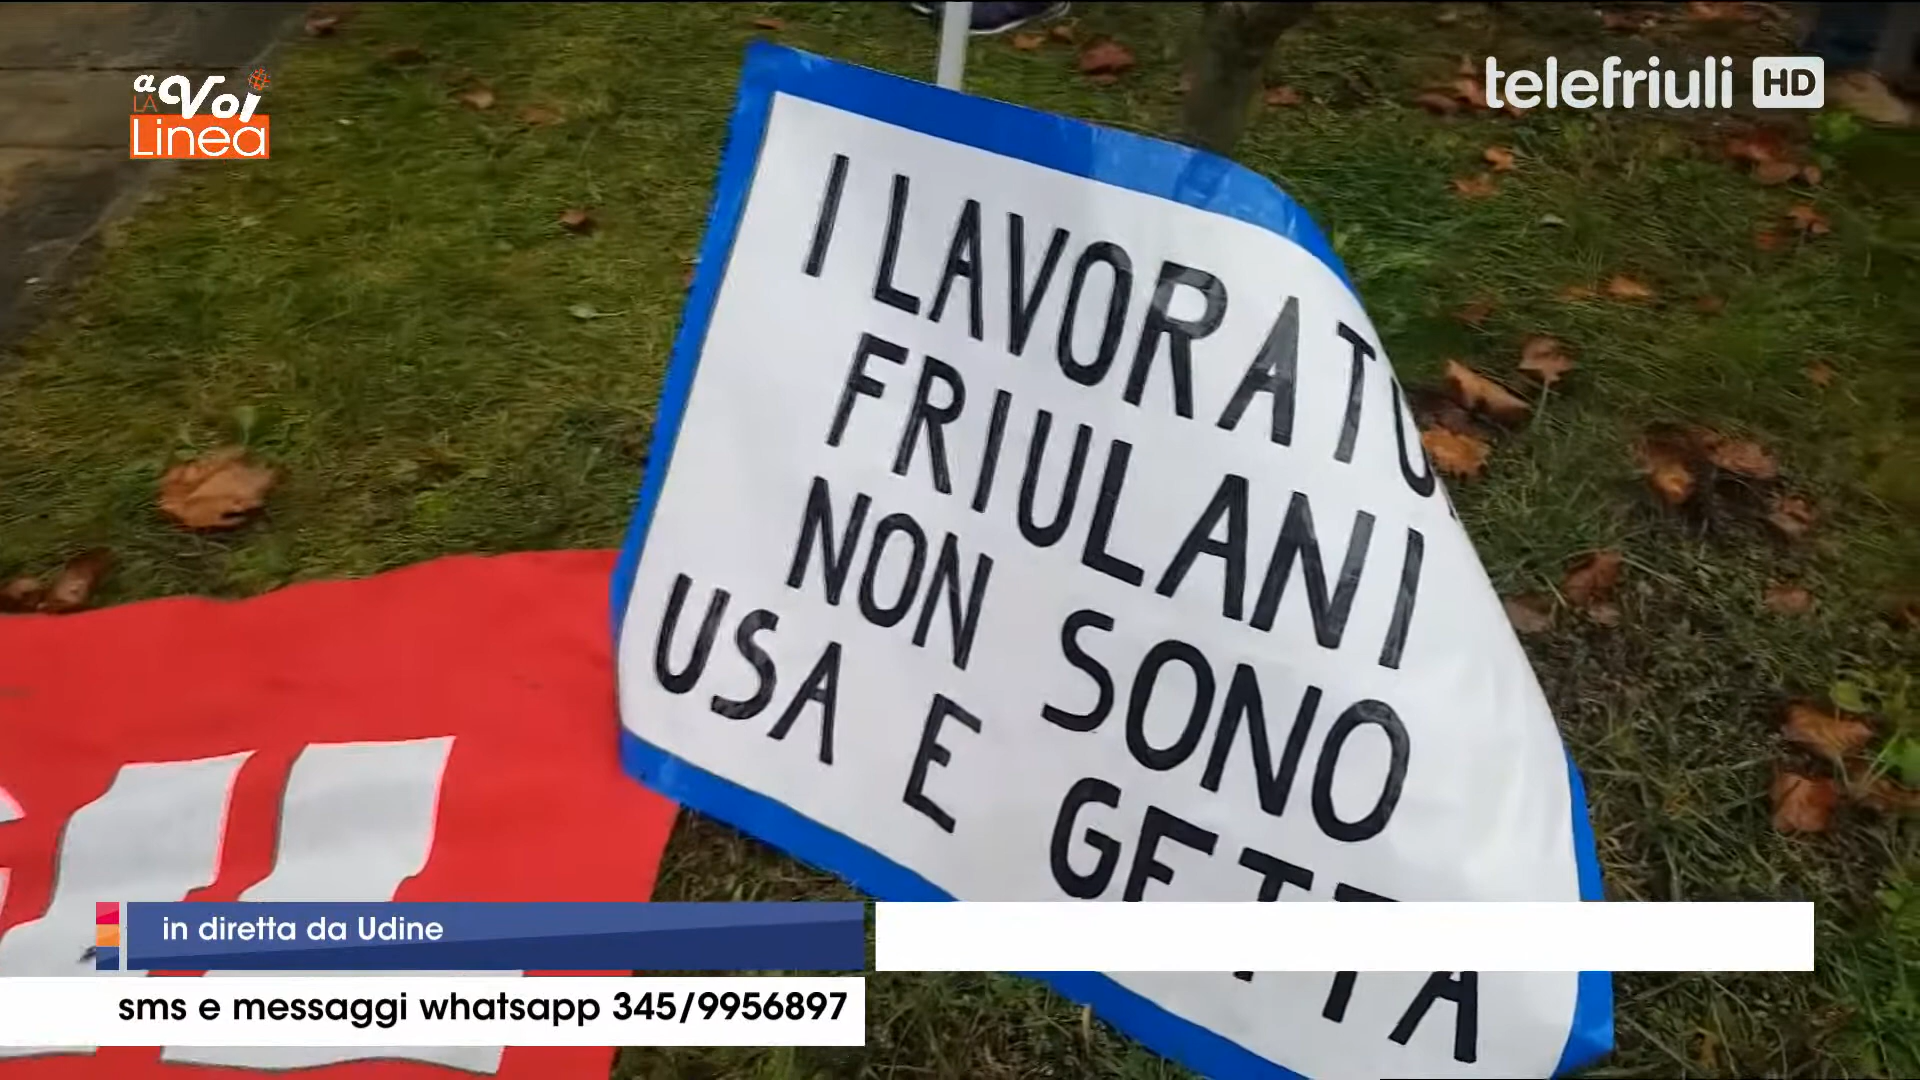 a Voi
LA
Linea
telefriuli HD
I LAVORATO
FRIULANI
NON SONO
USA E GETTA
in diretta da Udine
sms e messaggi whatsapp 345/9956897